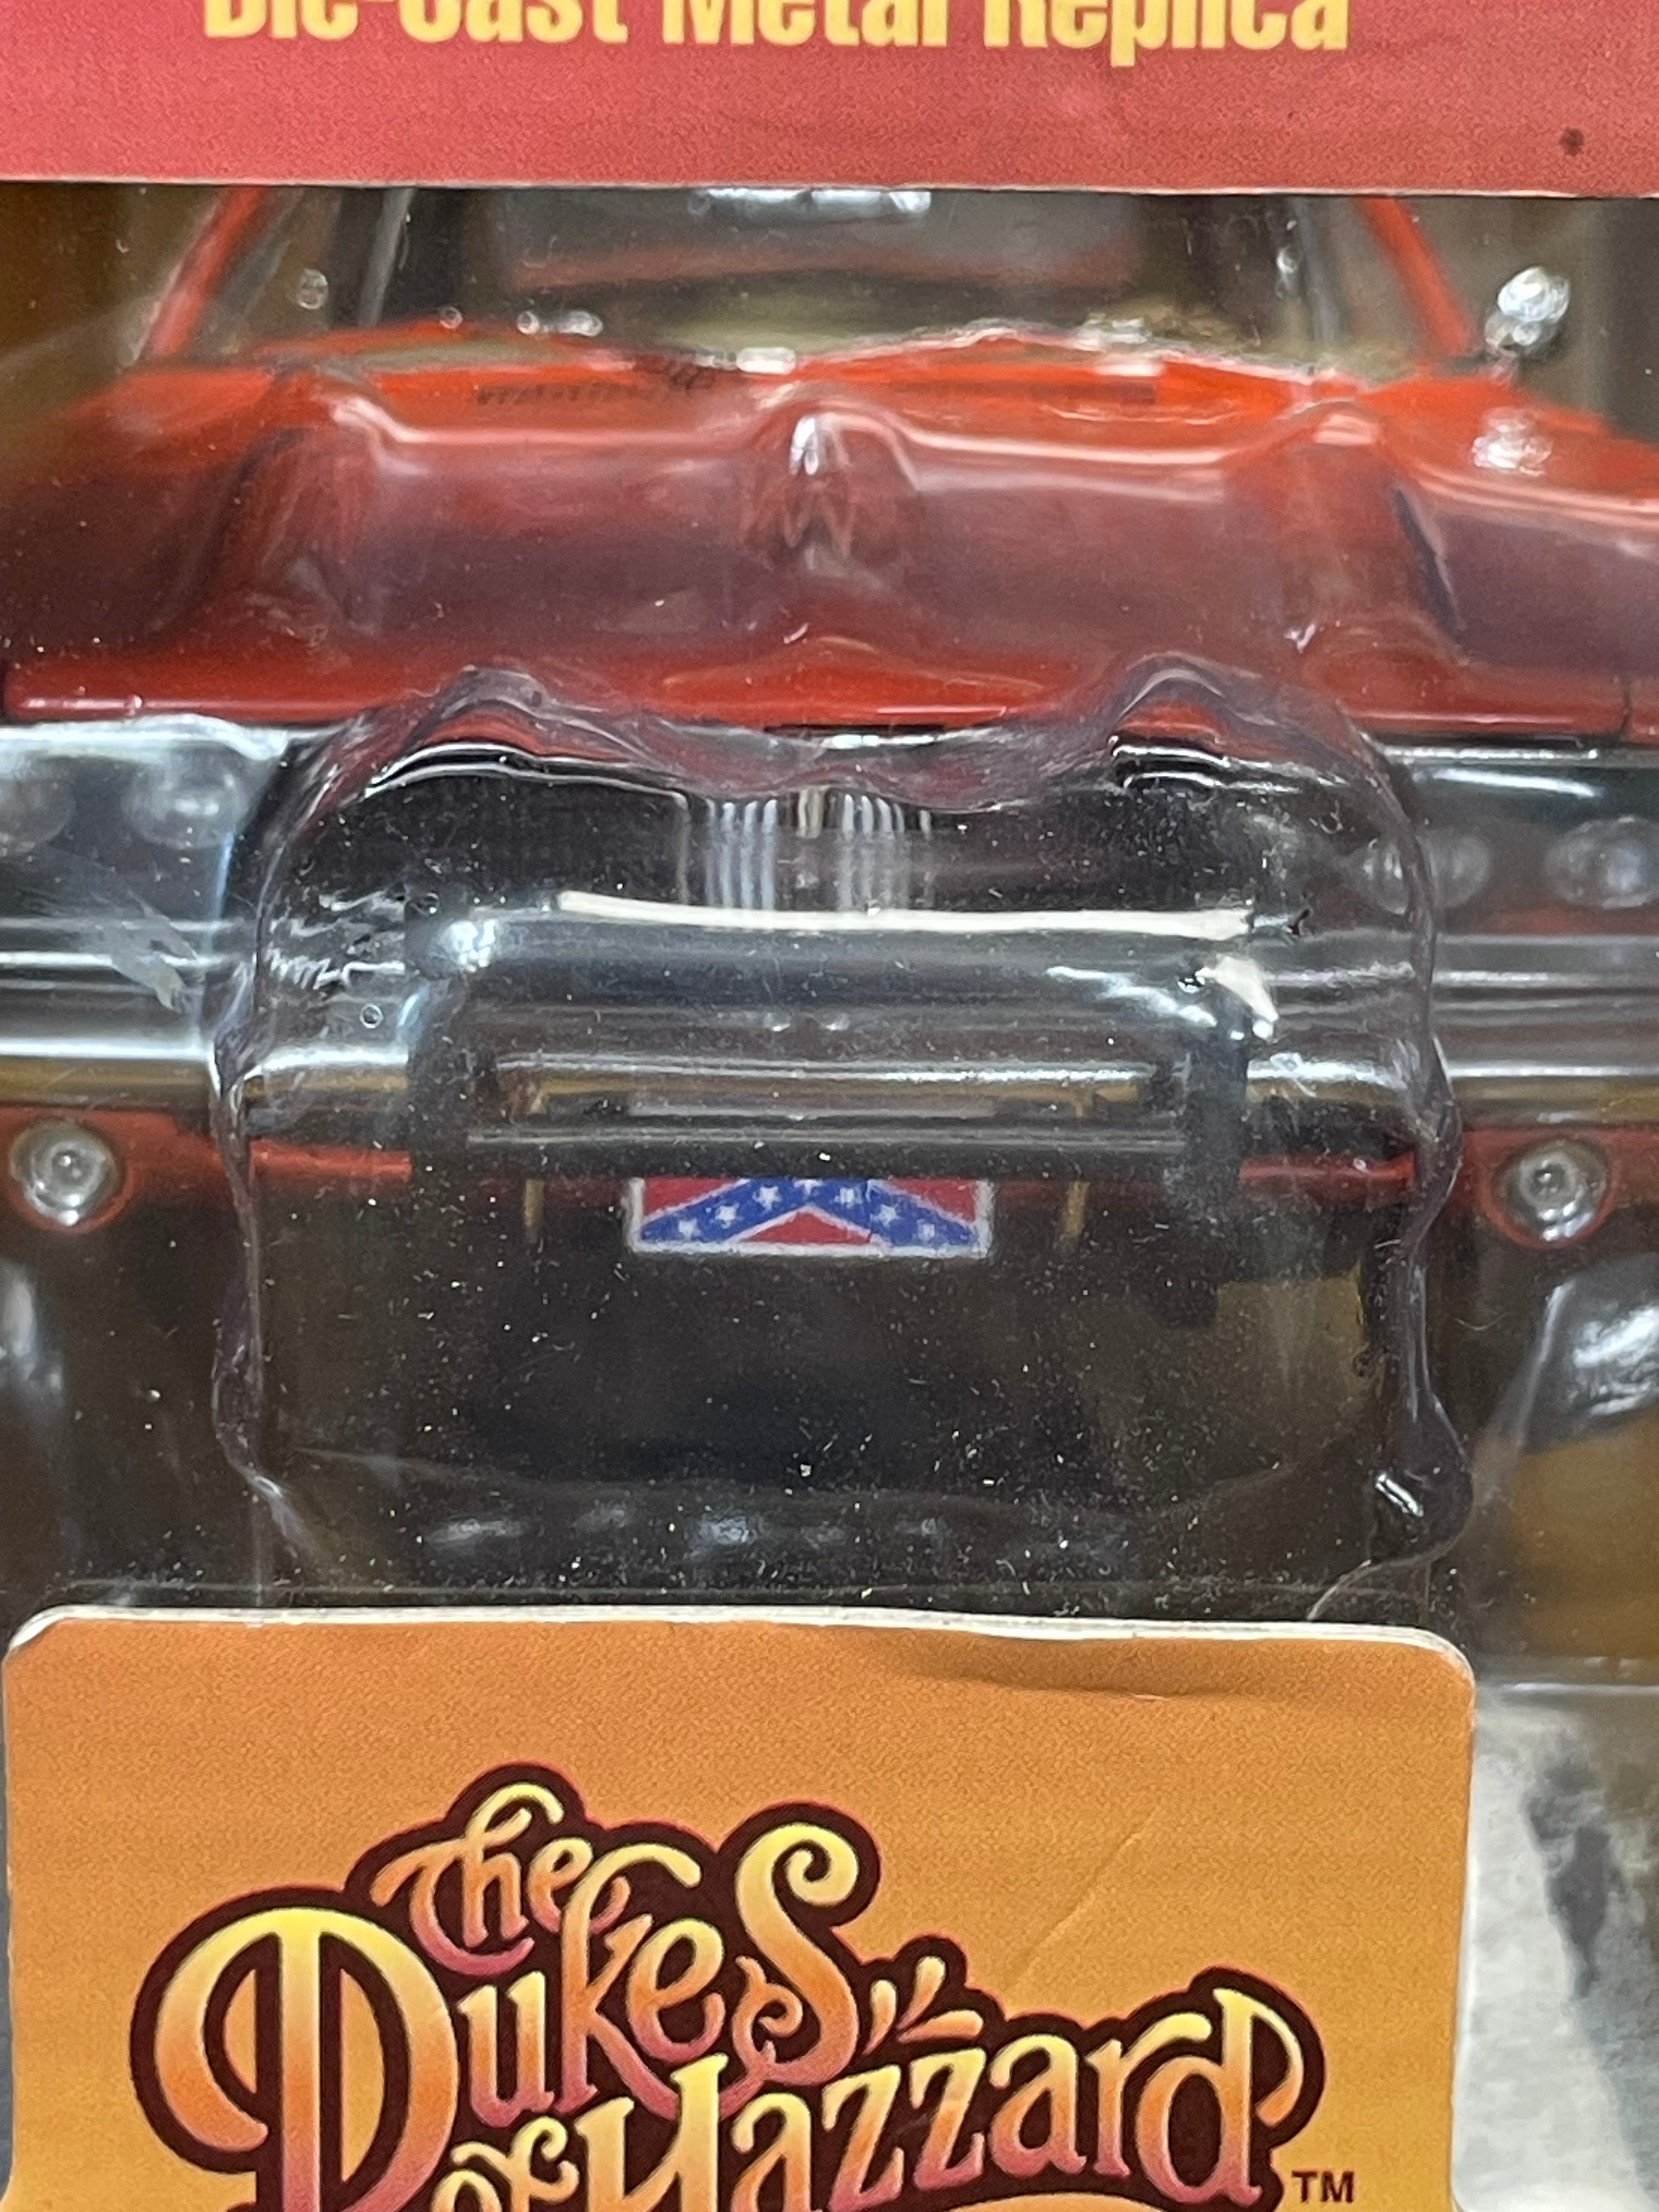 Die-Cast Metal Replica
The
Dukes
of Hazzard
TM